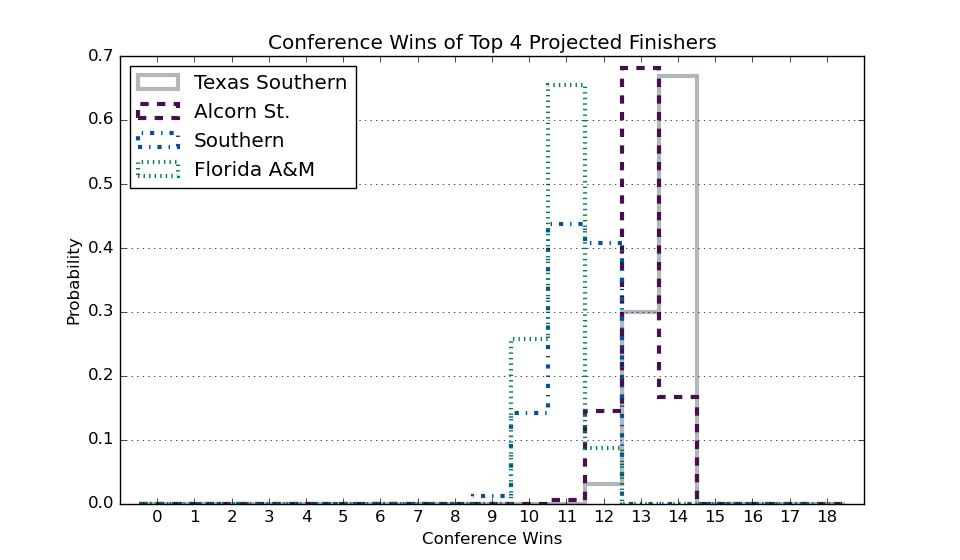 Conference Wins of Top 4 Projected Finishers
Texas Southern
Alcorn St.
Southern
Florida A&M
0.7
0.6
0.5
0.4
0.3
0.2
0.1
0.0
Probability
0 1 2 3 4 5 6 7 8 9 10 11 12 13 14 15 16 17 18
Conference Wins